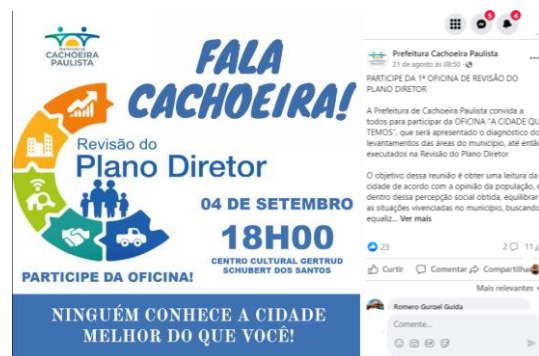 PREFEITURA DE
CACHOEIRA
PAULISTA
FALA
CACHOEIRA!
Revisão do
Plano Diretor
04 DE SETEMBRO
18H00
CENTRO CULTURAL GERTRUD
SCHUBERT DOS SANTOS
PARTICIPE DA OFICINA!
NINGUÉM CONHECE A CIDADE
MELHOR DO QUE VOCÊ!
5
4
Prefeitura Cachoeira Paulista
21 de agosto às 08:50
PARTICIPE DA 1ª OFICINA DE REVISÃO DO
PLANO DIRETOR
A Prefeitura de Cachoeira Paulista convida a
todos para participar da OFICINA "A CIDADE QU
TEMOS", que será apresentado o diagnóstico do
levantamentos das áreas do município, até então
executados na Revisão do Plano Diretor
O objetivo dessa reunião é obter uma leitura da
cidade de acordo com a opinião da população, e
dentro dessa percepção social obtida, equilibrar
as situações vivenciadas no município, buscando
equaliz... Ver mais
23
2
11
Curtir Comentar Compartilha
Mais relevantes
Romero Gurgel Guida
Comente...